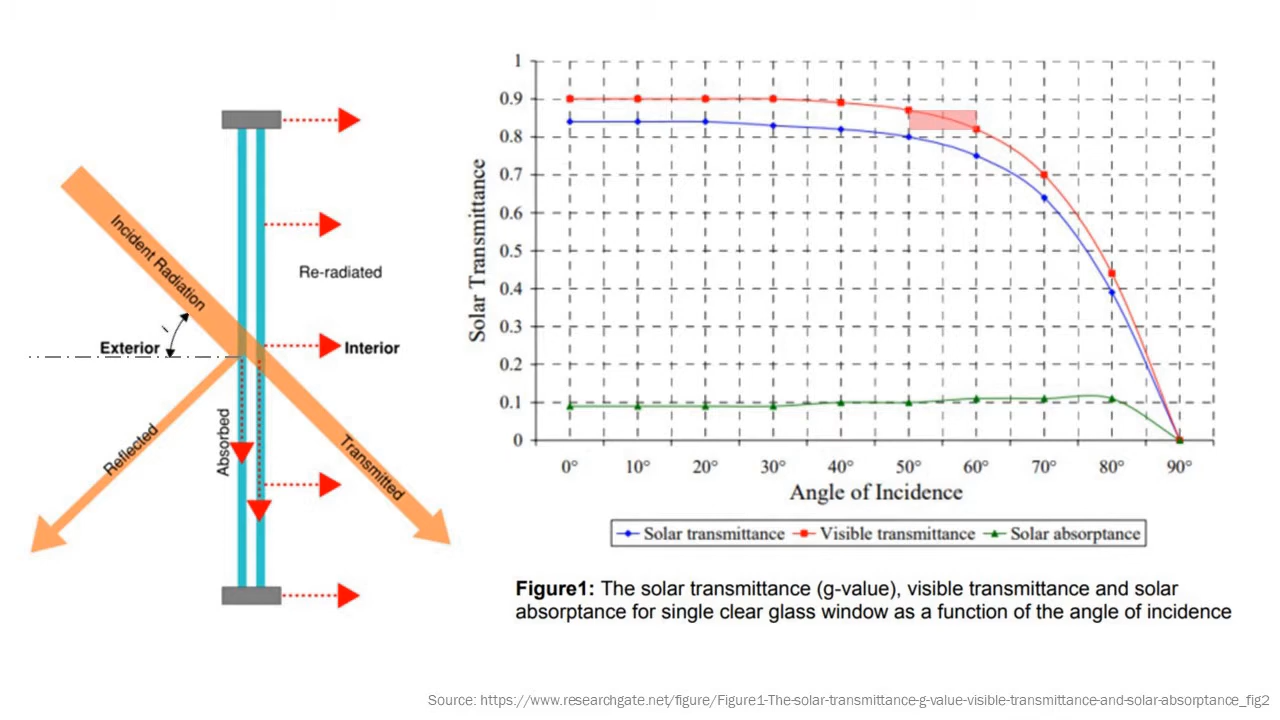 Incident Radiation
Re-radiated
Exterior
Interior
Absorbed
Reflected
Transmitted
Solar Transmittance
1
0.9
0.8
0.7
0.6
0.5
0.4
0.3
0.2
0.1
0
0° 10° 20° 30° 40° 50° 60° 70° 80° 90°
Angle of Incidence
Solar transmittance Visible transmittance Solar absorptance
Figure1: The solar transmittance (g-value), visible transmittance and solar
absorptance for single clear glass window as a function of the angle of incidence
Source: https://www.researchgate.net/figure/Figure1-The-solar-transmittance-g-value-visible-transmittance-and-solar-absorptance_fig2